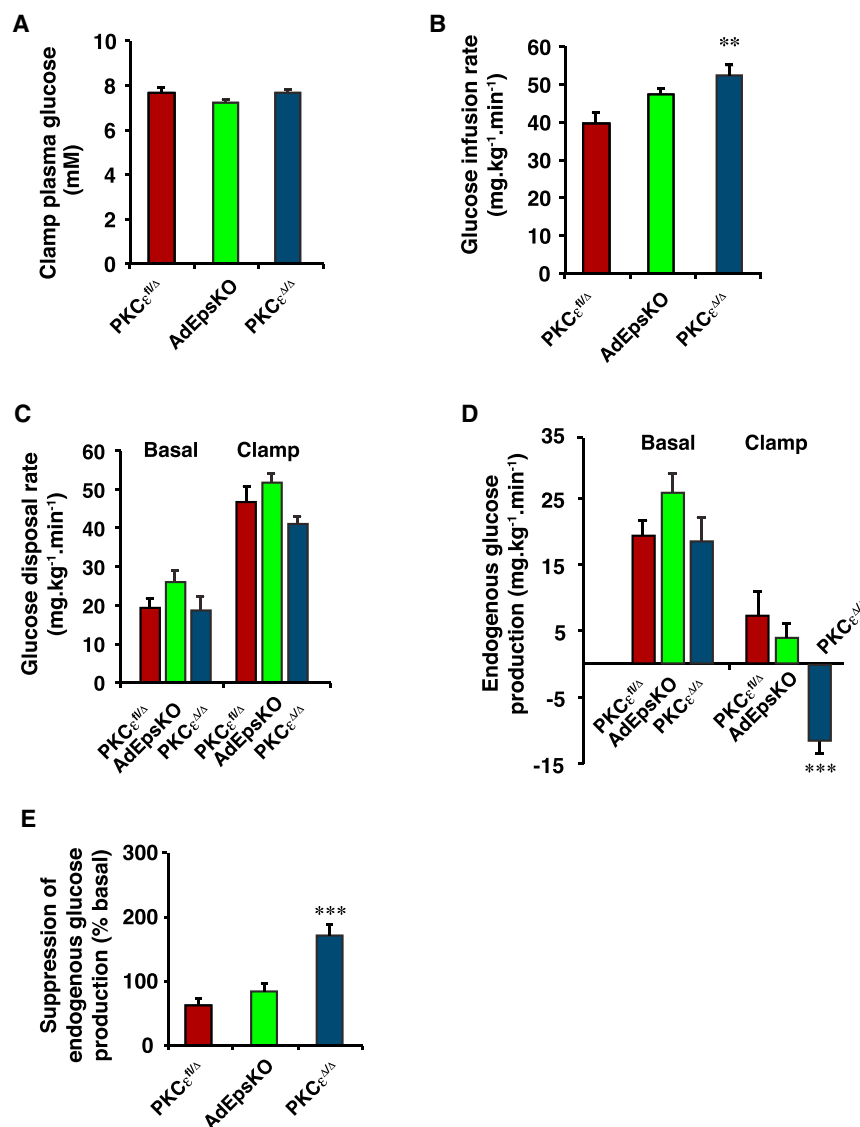 A
Clamp plasma glucose
(mM)
10
8
6
4
2
0
PKCε^fl/Δ
AdEpsKO
PKCε^Δ/Δ
B
Glucose infusion rate
(mg.kg⁻¹.min⁻¹)
60
50
40
30
20
10
0
**
PKCε^fl/Δ
AdEpsKO
PKCε^Δ/Δ
C
Glucose disposal rate
(mg.kg⁻¹.min⁻¹)
60
50
40
30
20
10
0
Basal
Clamp
PKCε^fl/Δ
AdEpsKO
PKCε^Δ/Δ
PKCε^fl/Δ
AdEpsKO
PKCε^Δ/Δ
D
Endogenous glucose
production (mg.kg⁻¹.min⁻¹)
35
25
15
5
-5
-15
Basal
Clamp
PKCε^fl/Δ
AdEpsKO
PKCε^Δ/Δ
PKCε^fl/Δ
AdEpsKO
PKCε^Δ/
***
E
Suppression of
endogenous glucose
production (% basal)
300
200
100
0
***
PKCε^fl/Δ
AdEpsKO
PKCε^Δ/Δ